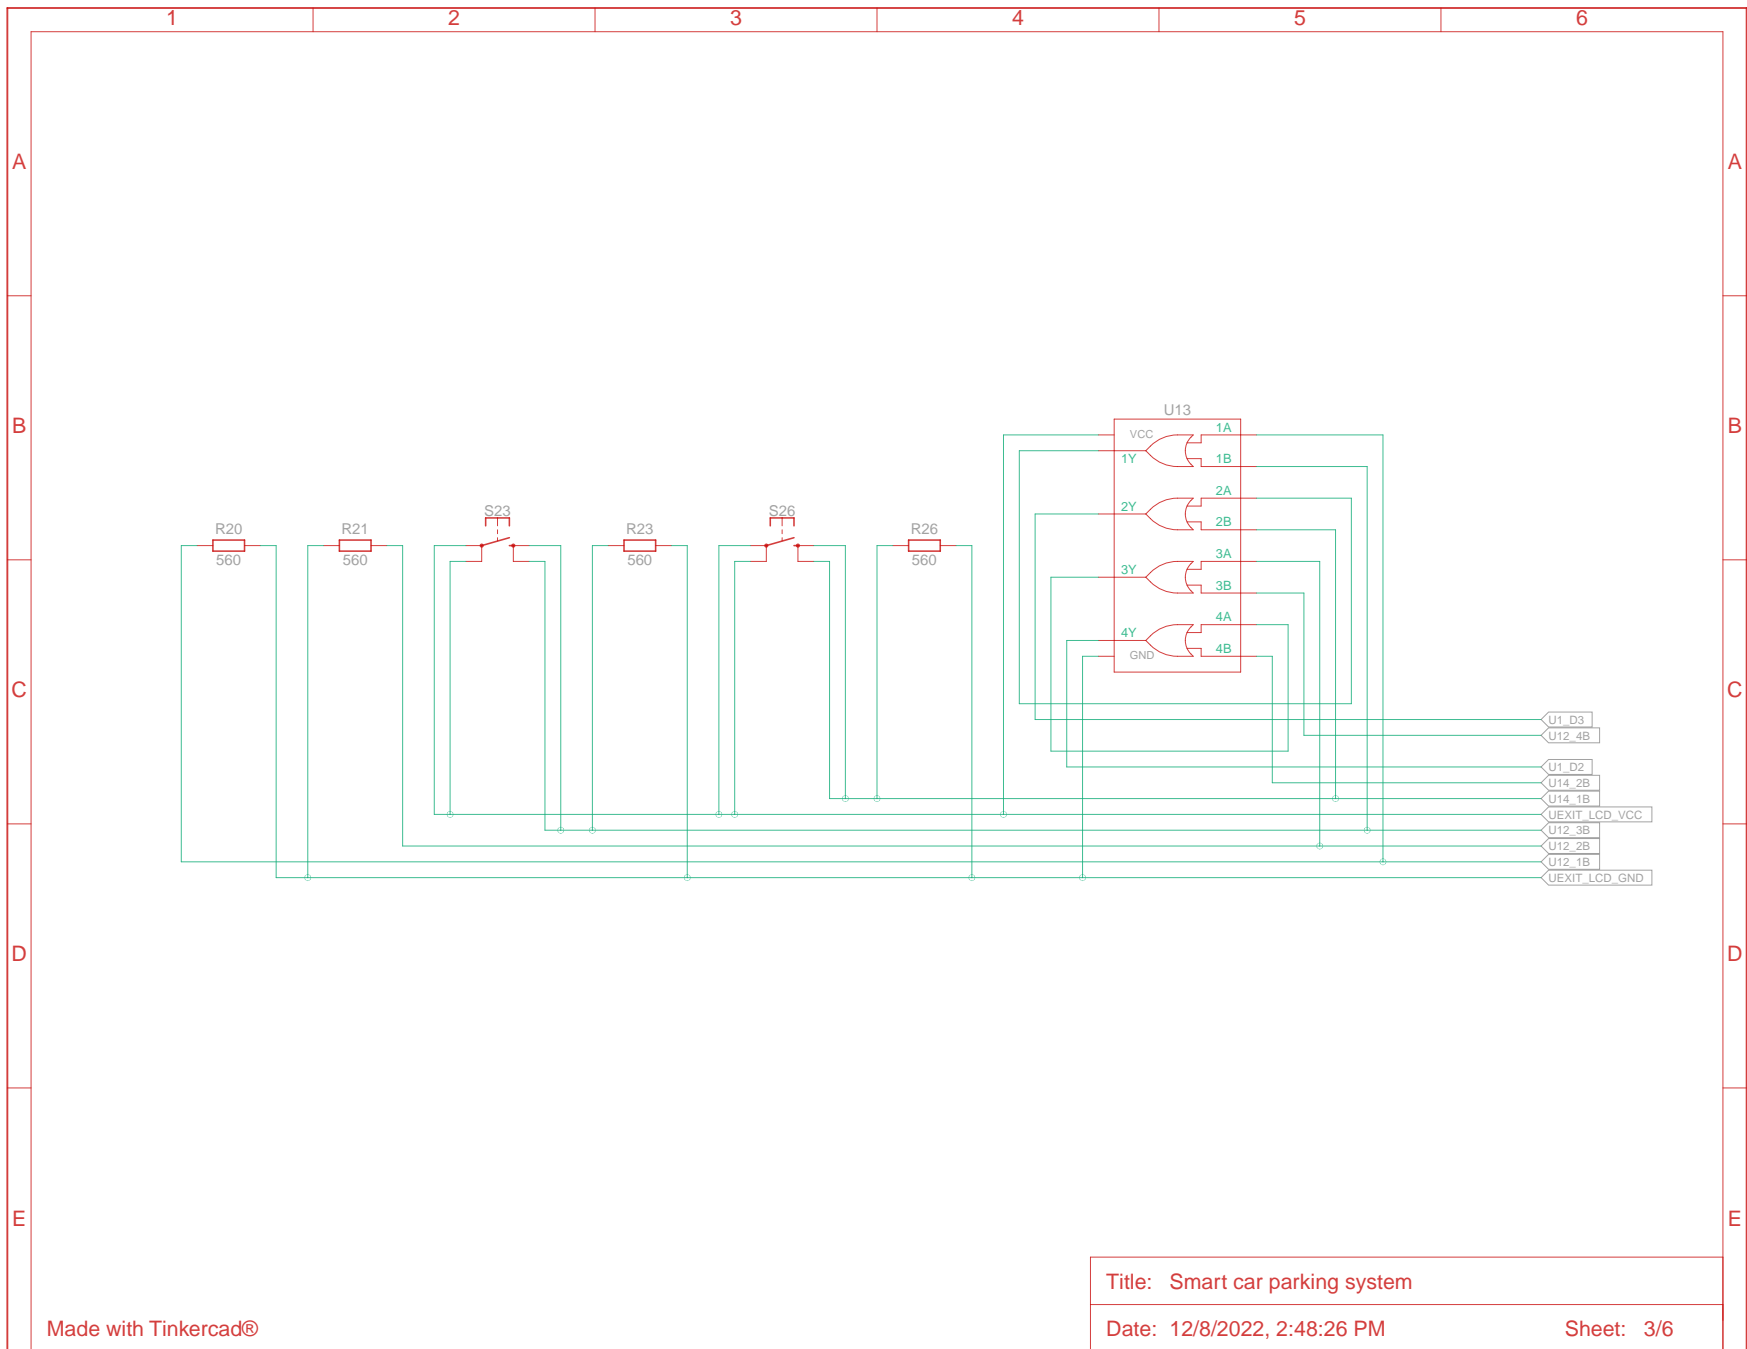 1 2 3 4 5 6
A A
B B
U13
VCC 1A
1Y 1B
2A
2Y 2B
S23 S26
R20 R21 R23 R26
560 560 560 560
3A
3Y 3B
4A
4Y 4B
GND
C C
U1_D3
U12_4B
U1_D2
U14_2B
U14_1B
UEXIT_LCD_VCC
U12_3B
U12_2B
U12_1B
UEXIT_LCD_GND
D D
E E
Title: Smart car parking system
Made with Tinkercad® Date: 12/8/2022, 2:48:26 PM Sheet: 3/6